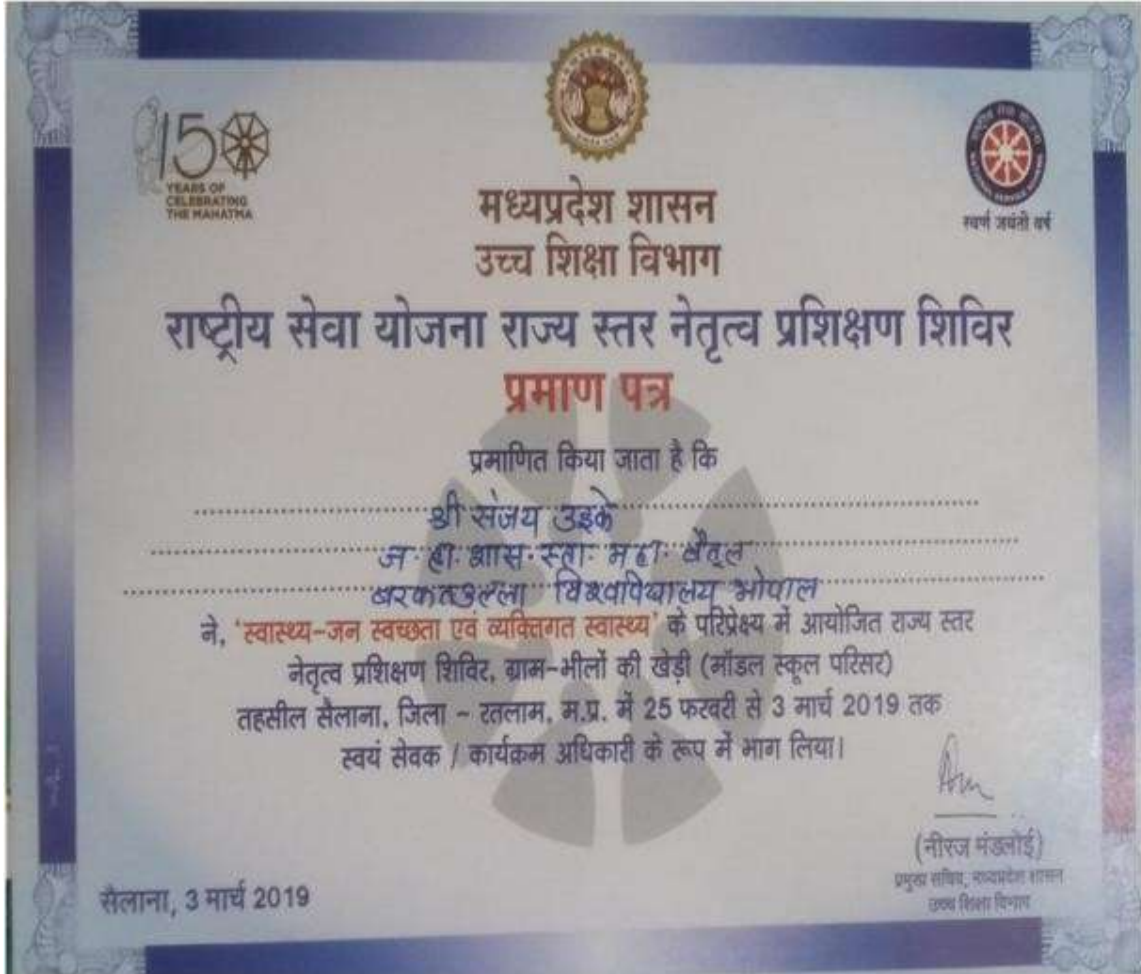 150
YEARS OF
CELEBRATING
THE MAHATMA
स्वर्ण जयंती वर्ष
मध्यप्रदेश शासन
उच्च शिक्षा विभाग
राष्ट्रीय सेवा योजना राज्य स्तर नेतृत्व प्रशिक्षण शिविर
प्रमाण पत्र
प्रमाणित किया जाता है कि
श्री संजय उइके
ज. हा. शास. स्ना. महा. बैतूल
बरकतउल्ला विश्वविद्यालय भोपाल
ने, 'स्वास्थ्य-जन स्वच्छता एवं व्यक्तिगत स्वास्थ्य' के परिप्रेक्ष्य में आयोजित राज्य स्तर
नेतृत्व प्रशिक्षण शिविर, ग्राम-भीलों की खेड़ी (मॉडल स्कूल परिसर)
तहसील सैलाना, जिला - रतलाम, म.प्र. में 25 फरवरी से 3 मार्च 2019 तक
स्वयं सेवक / कार्यक्रम अधिकारी के रूप में भाग लिया।
(नीरज मंडलोई)
प्रमुख सचिव, मध्यप्रदेश शासन
उच्च शिक्षा विभाग
सैलाना, 3 मार्च 2019